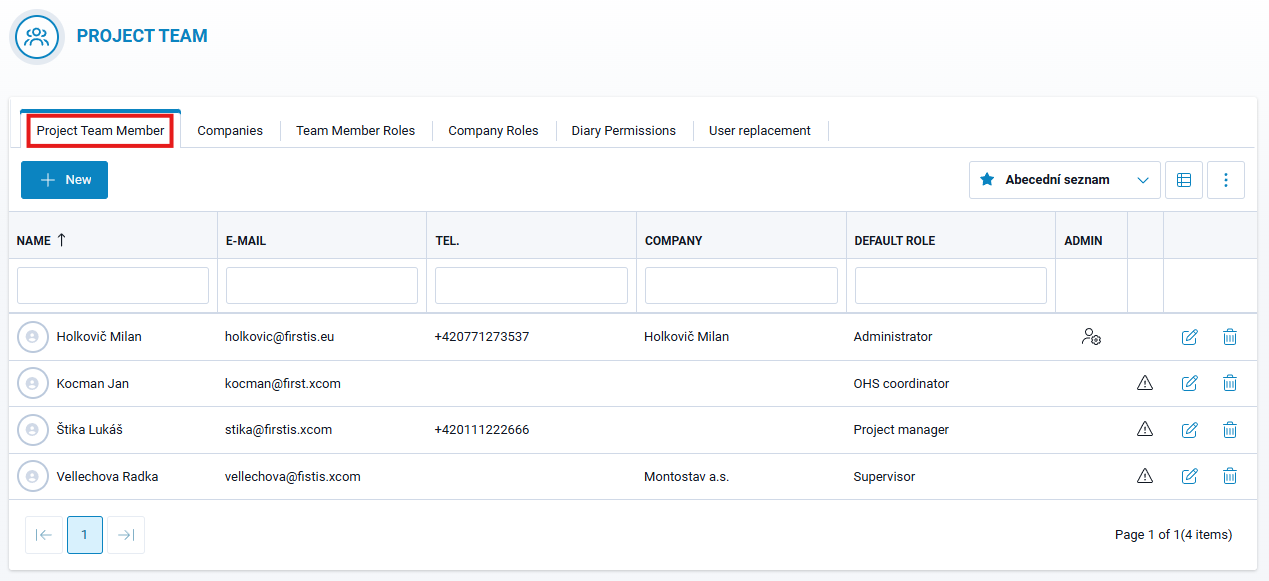 PROJECT TEAM
Project Team Member Companies Team Member Roles Company Roles Diary Permissions User replacement
New Abecední seznam
NAME E-MAIL TEL. COMPANY DEFAULT ROLE ADMIN
Holkovič Milan holkovic@firstis.eu +420771273537 Holkovič Milan Administrator
Kocman Jan kocman@first.xcom OHS coordinator
Štika Lukáš stika@firstis.xcom +420111222666 Project manager
Vellechova Radka vellechova@fistis.xcom Montostav a.s. Supervisor
1 Page 1 of 1(4 items)